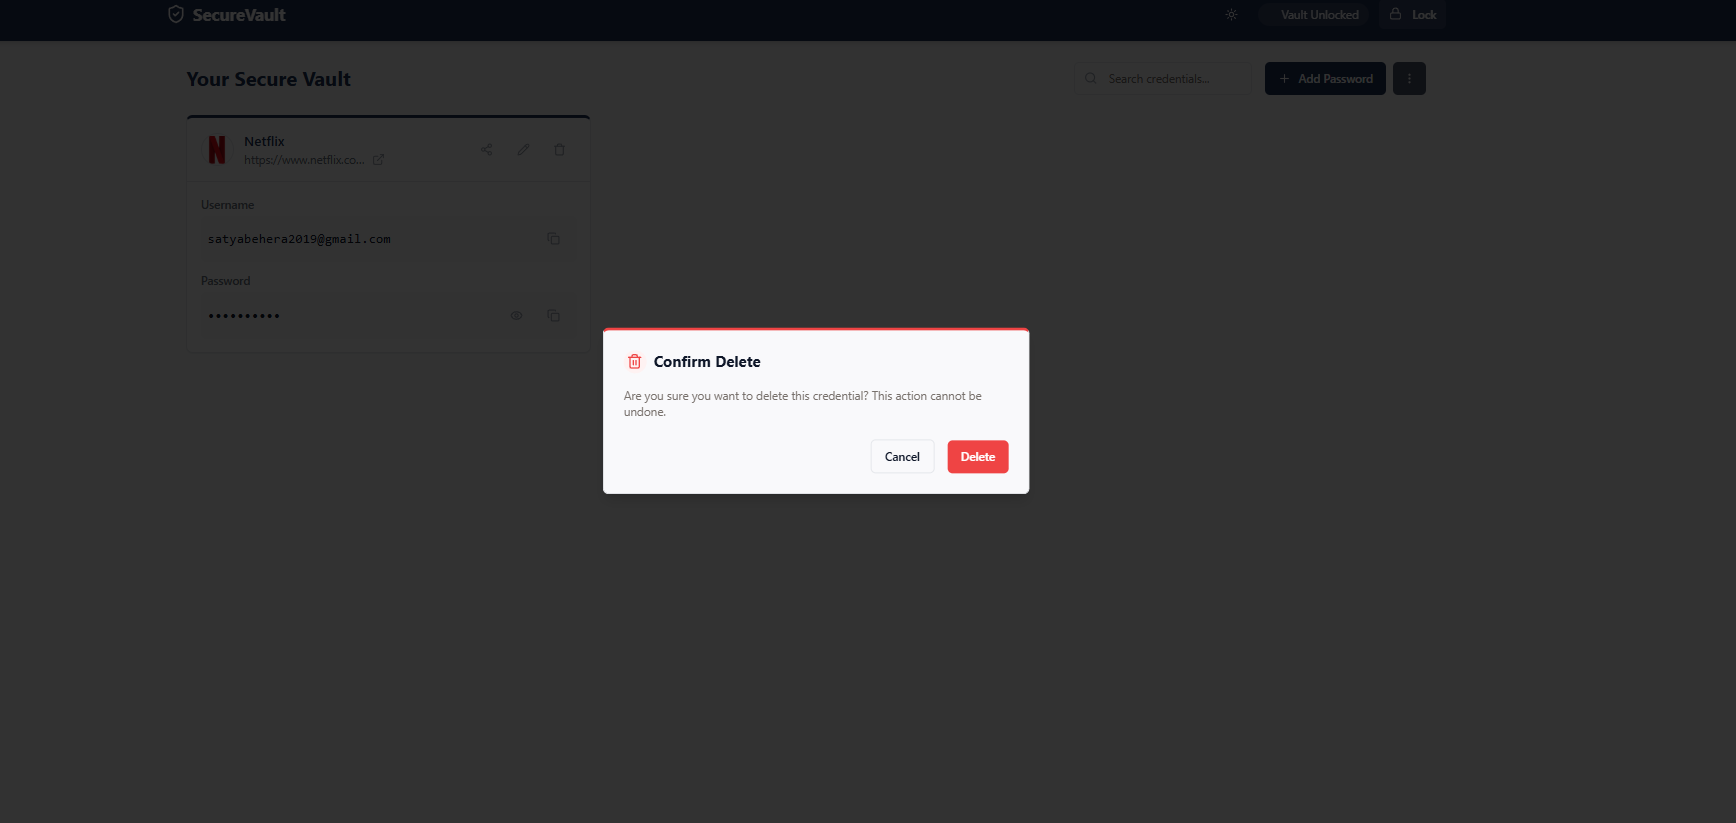 SecureVault
Vault Unlocked
Lock
Your Secure Vault
Search credentials...
+ Add Password
N
Netflix
https://www.netflix.co...
Username
satyabehera2019@gmail.com
Password
••••••••••
Confirm Delete
Are you sure you want to delete this credential? This action cannot be
undone.
Cancel
Delete